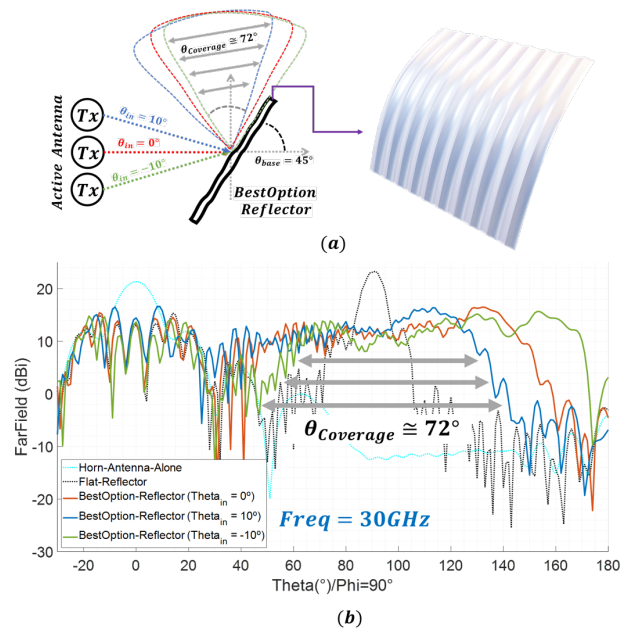 θCoverage ≅ 72°
Active Antenna
Tx
θin = 10°
Tx
θin = 0°
Tx
θin = −10°
θbase = 45°
BestOption
Reflector
(a)
20
10
0
-10
-20
-30
FarField (dBi)
θCoverage ≅ 72°
Freq = 30GHz
Horn-Antenna-Alone
Flat-Reflector
BestOption-Reflector (Thetain = 0º)
BestOption-Reflector (Thetain = 10º)
BestOption-Reflector (Thetain = -10º)
-20 0 20 40 60 80 100 120 140 160 180
Theta(°)/Phi=90°
(b)